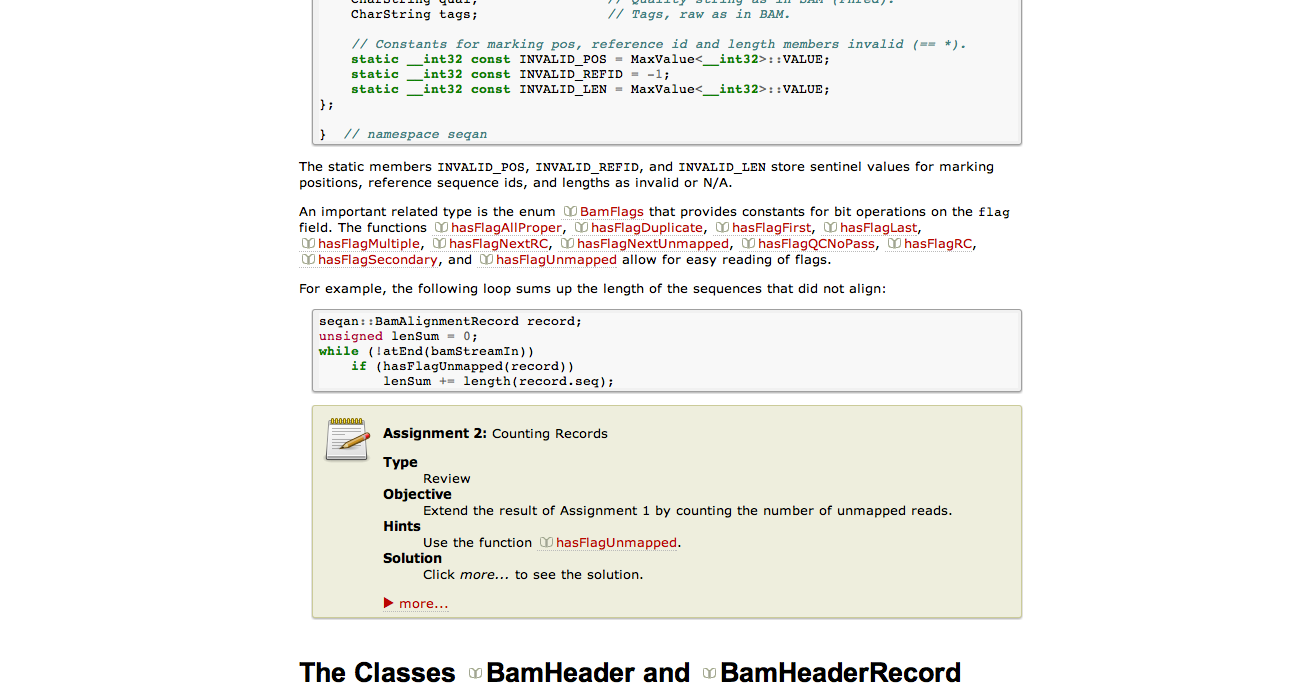 CharString qual;                // Quality string as in SAM (Phred).
CharString tags;                // Tags, raw as in BAM.
// Constants for marking pos, reference id and length members invalid (== *).
static __int32 const INVALID_POS = MaxValue<__int32>::VALUE;
static __int32 const INVALID_REFID = -1;
static __int32 const INVALID_LEN = MaxValue<__int32>::VALUE;
};
}  // namespace seqan
The static members INVALID_POS, INVALID_REFID, and INVALID_LEN store sentinel values for marking
positions, reference sequence ids, and lengths as invalid or N/A.
An important related type is the enum BamFlags that provides constants for bit operations on the flag
field. The functions hasFlagAllProper, hasFlagDuplicate, hasFlagFirst, hasFlagLast,
hasFlagMultiple, hasFlagNextRC, hasFlagNextUnmapped, hasFlagQCNoPass, hasFlagRC,
hasFlagSecondary, and hasFlagUnmapped allow for easy reading of flags.
For example, the following loop sums up the length of the sequences that did not align:
seqan::BamAlignmentRecord record;
unsigned lenSum = 0;
while (!atEnd(bamStreamIn))
    if (hasFlagUnmapped(record))
        lenSum += length(record.seq);
Assignment 2: Counting Records
Type
Review
Objective
Extend the result of Assignment 1 by counting the number of unmapped reads.
Hints
Use the function hasFlagUnmapped.
Solution
Click more... to see the solution.
more...
The Classes BamHeader and BamHeaderRecord